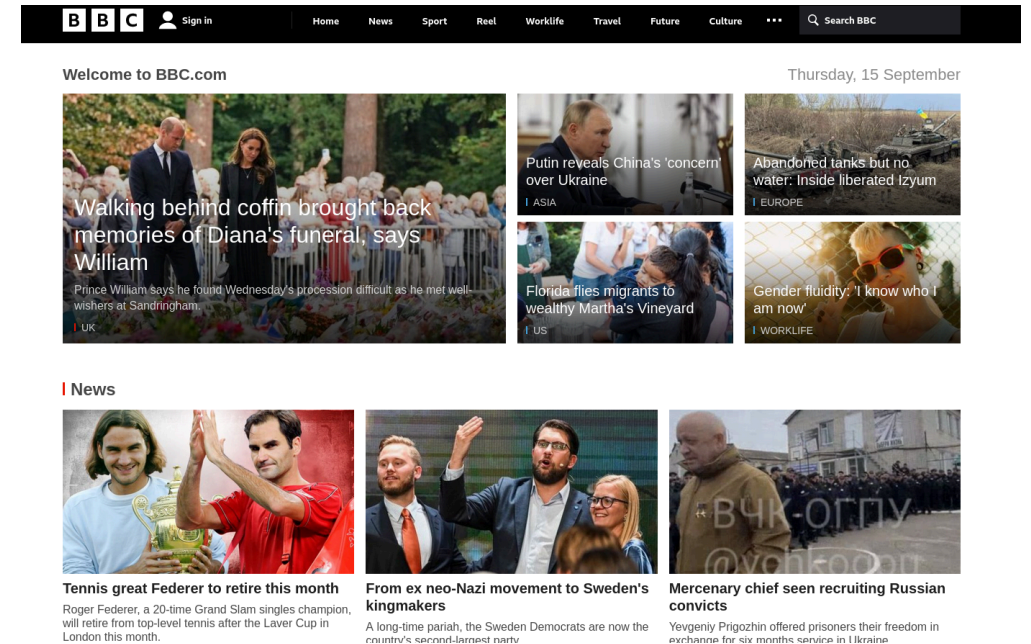 BBC
Sign in
Home
News
Sport
Reel
Worklife
Travel
Future
Culture
Search BBC
Welcome to BBC.com
Thursday, 15 September
Walking behind coffin brought back
memories of Diana's funeral, says
William
Prince William says he found Wednesday's procession difficult as he met well-
wishers at Sandringham.
UK
Putin reveals China's 'concern'
over Ukraine
ASIA
Abandoned tanks but no
water: Inside liberated Izyum
EUROPE
Florida flies migrants to
wealthy Martha's Vineyard
US
Gender fluidity: 'I know who I
am now'
WORKLIFE
News
Tennis great Federer to retire this month
Roger Federer, a 20-time Grand Slam singles champion,
will retire from top-level tennis after the Laver Cup in
London this month.
From ex neo-Nazi movement to Sweden's
kingmakers
A long-time pariah, the Sweden Democrats are now the
country's second-largest party.
ВЧК-ОГПУ
Mercenary chief seen recruiting Russian
convicts
Yevgeniy Prigozhin offered prisoners their freedom in
exchange for six months service in Ukraine.